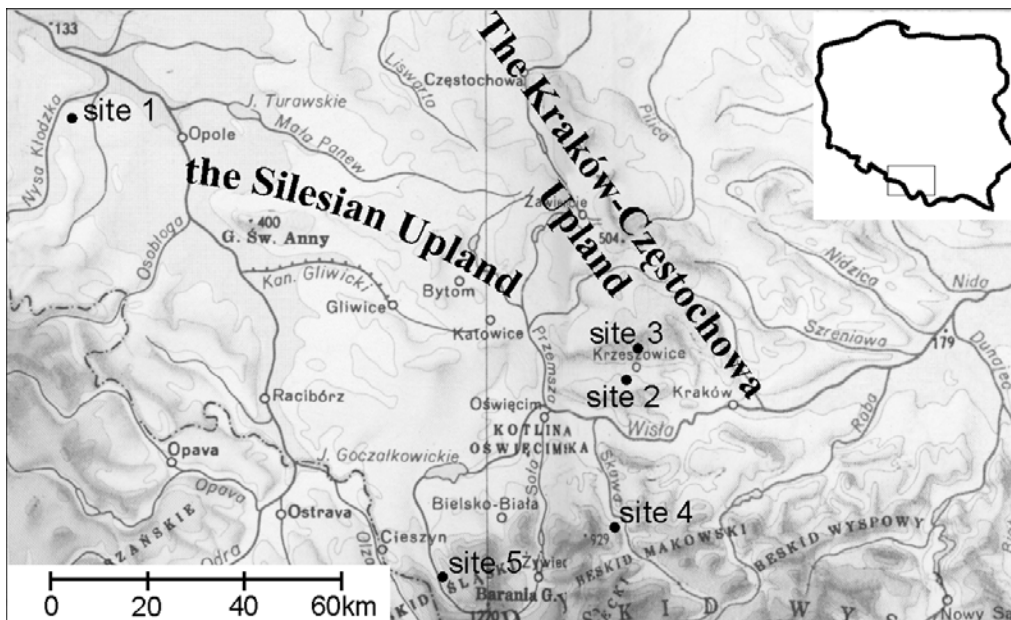 133
Nysa Kłodzka
site 1
J. Turawskie
Mała Panew
Opole
Liswarta
Częstochowa
Pilica
The Kraków-Częstochowa
Upland
the Silesian Upland
Osobłoga
400
G. Św. Anny
Kan. Gliwicki
Gliwice
Bytom
Katowice
Zawiercie
504
Przemsza
site 3
Krzeszowice
site 2
Kraków
Nidzica
Nida
Szreniawa
179
Dunajec
Raba
Racibórz
Oświęcim
Wisła
KOTLINA
OŚWIĘCIMSKA
Opava
Opava
J. Goczałkowickie
Soła
Skawa
Bielsko-Biała
Ostrava
Odra
Olza
Cieszyn
site 4
929
BESKID MAKOWSKI
BESKID WYSPOWY
site 5
Żywiec
Barania G.
1220
Nowy
0 20 40 60km